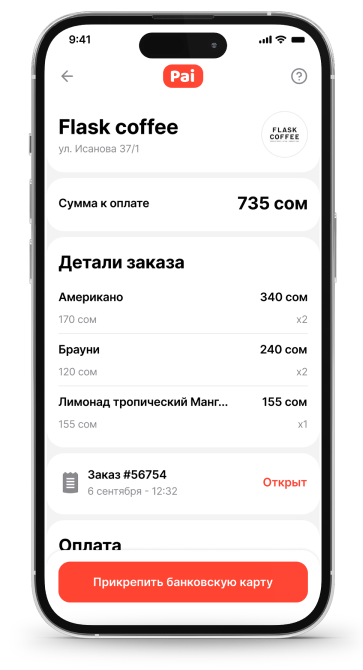 9:41
Pai
Flask coffee
ул. Исанова 37/1
FLASK
COFFEE
Сумма к оплате 735 сом
Детали заказа
Американо 340 сом
170 сом x2
Брауни 240 сом
120 сом x2
Лимонад тропический Манг... 155 сом
155 сом x1
Заказ #56754
6 сентября - 12:32
Открыт
Оплата
Прикрепить банковскую карту